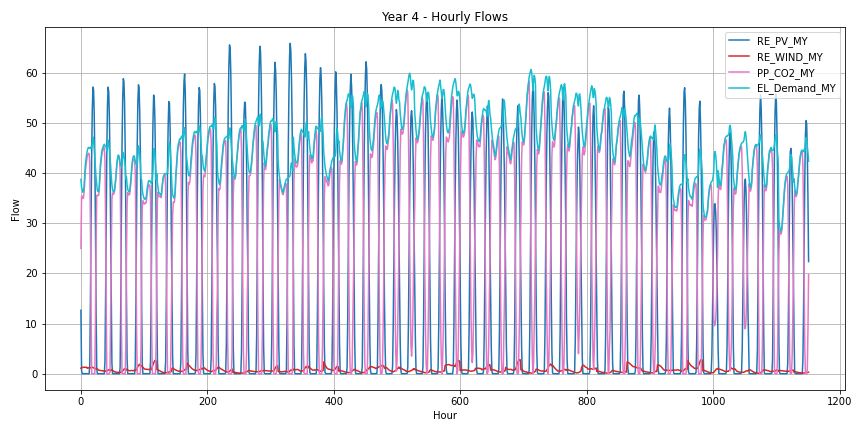 Year 4 - Hourly Flows
RE_PV_MY
RE_WIND_MY
PP_CO2_MY
EL_Demand_MY
Flow
60
50
40
30
20
10
0
0 200 400 600 800 1000 1200
Hour